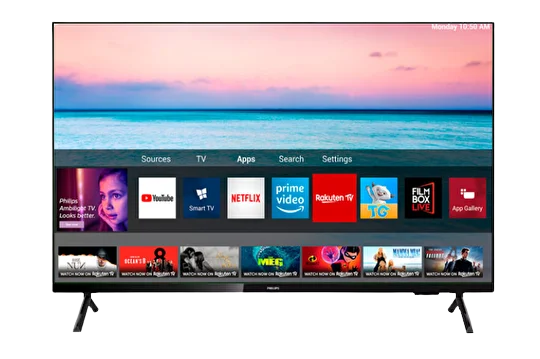 Monday 10:50 AM
Sources TV Apps Search Settings
Philips
Ambilight TV.
Looks better.
YouTube
Smart TV
NETFLIX
prime video
Rakuten TV
TG
FILM BOX LIVE
App Gallery
OCEAN'S 8
MEG
WATCH NOW ON Rakuten TV
WATCH NOW ON Rakuten TV
WATCH NOW ON Rakuten TV
WATCH NOW ON Rakuten TV
WATCH NOW ON Rakuten TV
WATCH NOW ON Rakuten TV
WATCH NOW ON Rakuten TV
PHILIPS